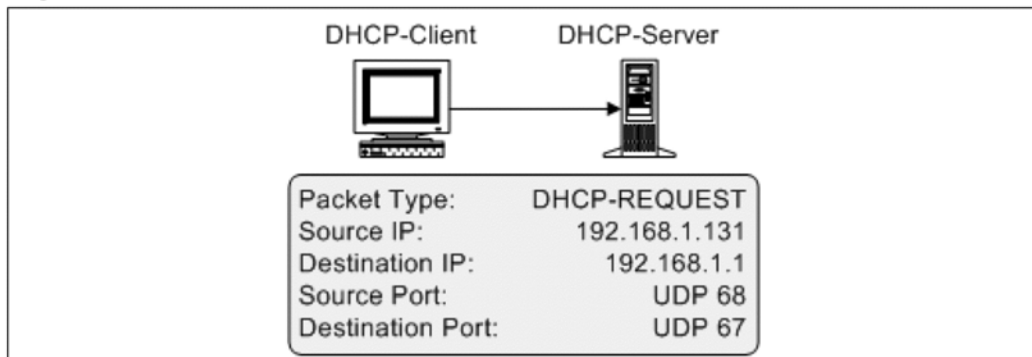 DHCP-Client DHCP-Server
Packet Type: DHCP-REQUEST
Source IP: 192.168.1.131
Destination IP: 192.168.1.1
Source Port: UDP 68
Destination Port: UDP 67